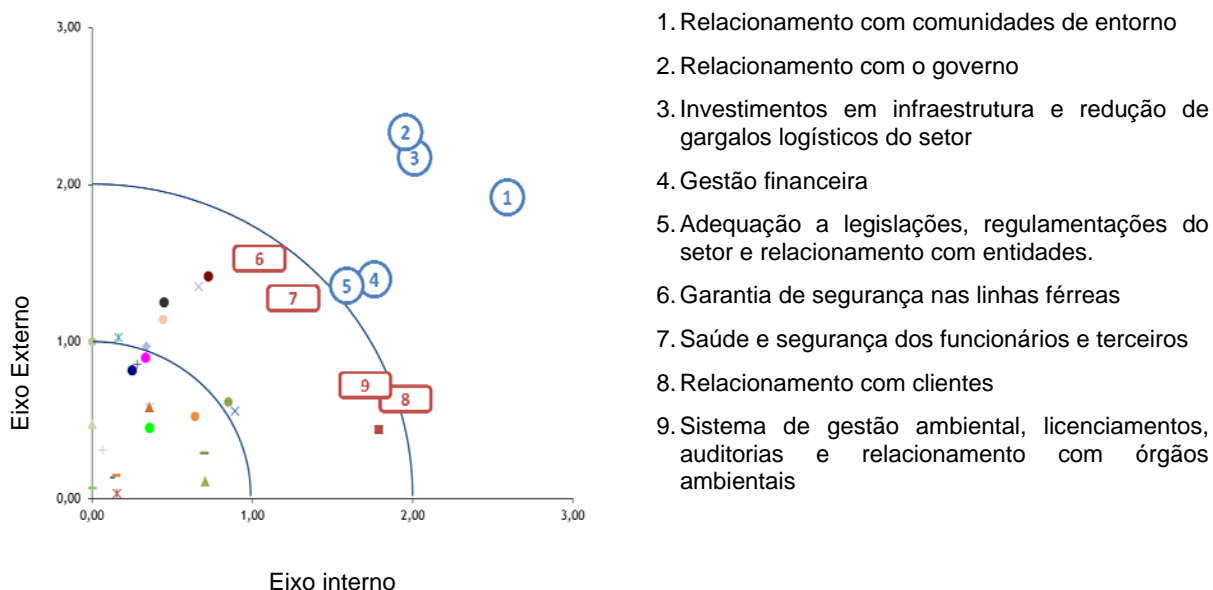 3,00
2,00
1,00
0,00
0,00
1,00
2,00
3,00
Eixo Externo
Eixo interno
2
3
1
6
7
5
4
9
8
1. Relacionamento com comunidades de entorno
2. Relacionamento com o governo
3. Investimentos em infraestrutura e redução de
gargalos logísticos do setor
4. Gestão financeira
5. Adequação a legislações, regulamentações do
setor e relacionamento com entidades.
6. Garantia de segurança nas linhas férreas
7. Saúde e segurança dos funcionários e terceiros
8. Relacionamento com clientes
9. Sistema de gestão ambiental, licenciamentos,
auditorias e relacionamento com órgãos
ambientais